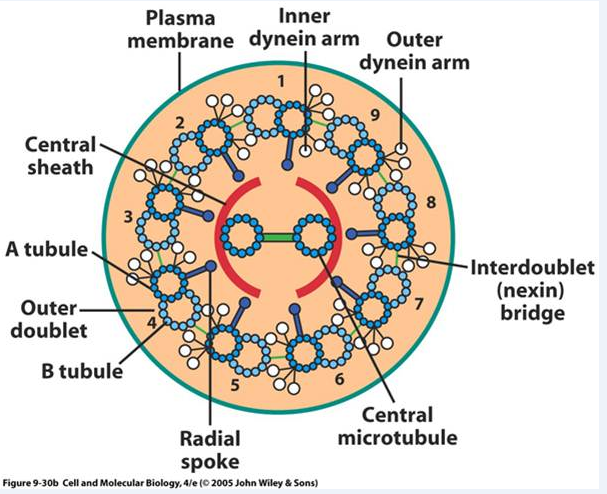 Plasma
membrane
Inner
dynein arm
Outer
dynein arm
1
2
9
Central
sheath
3
8
A tubule
Interdoublet
(nexin)
bridge
Outer
doublet
4
7
B tubule
5
6
Central
microtubule
Radial
spoke
Figure 9-30b Cell and Molecular Biology, 4/e (© 2005 John Wiley & Sons)